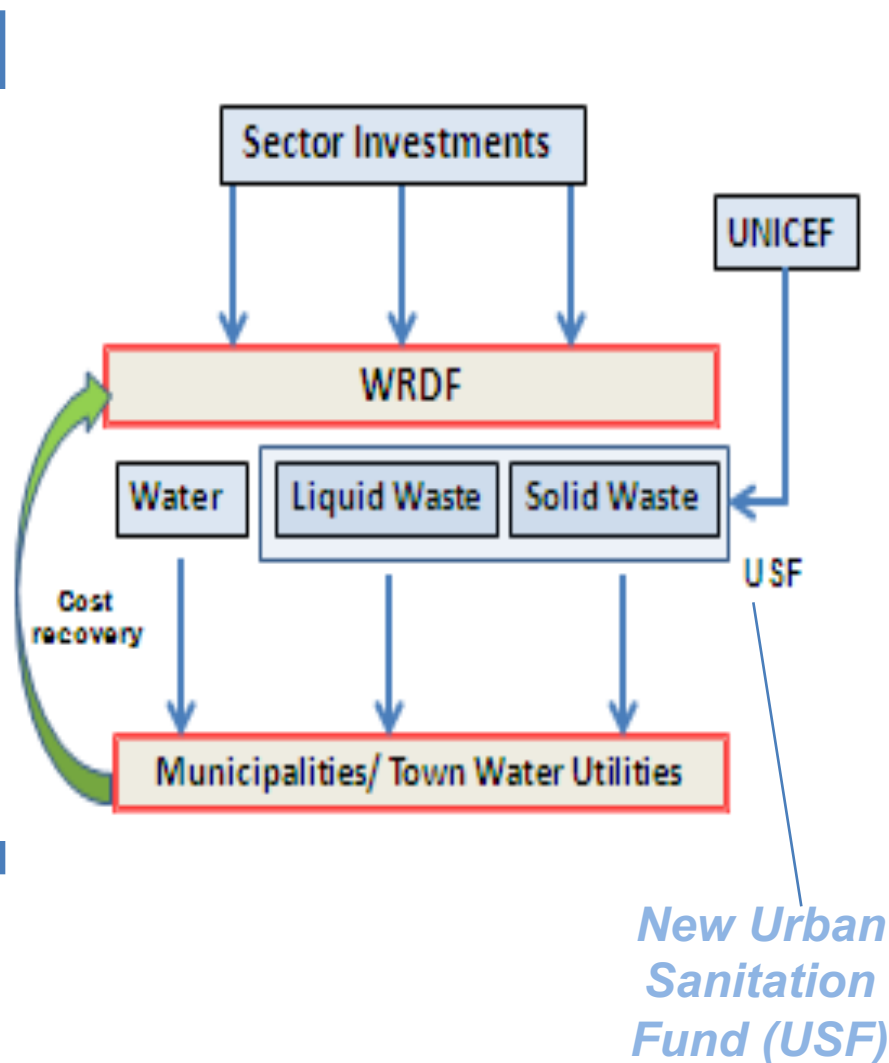 Sector Investments
UNICEF
WRDF
Water
Liquid Waste
Solid Waste
USF
Cost
recovery
Municipalities/ Town Water Utilities
New Urban
Sanitation
Fund (USF)